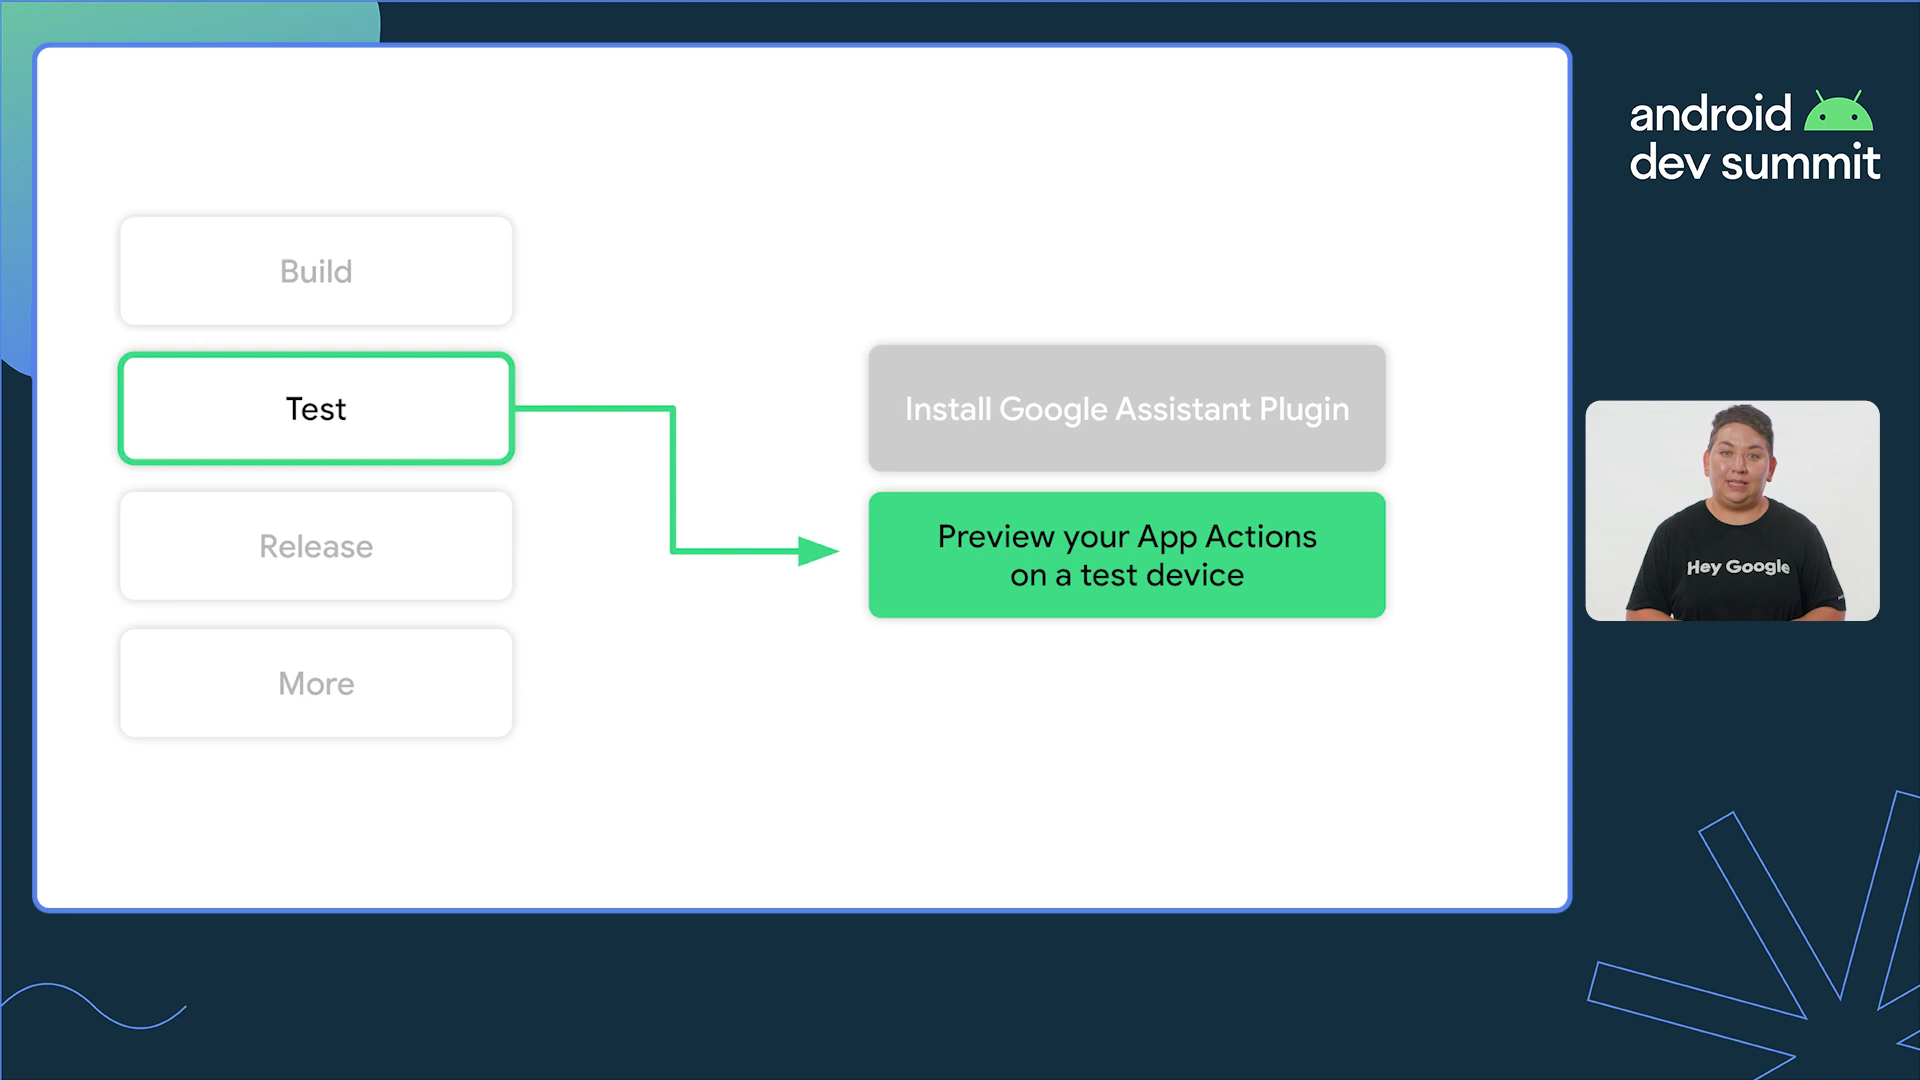 Build
Test
Release
More
Install Google Assistant Plugin
Preview your App Actions
on a test device
android
dev summit
Hey Google